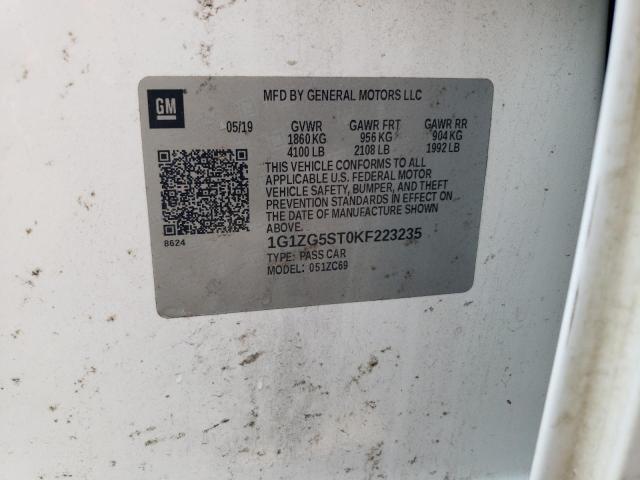 GM
MFD BY GENERAL MOTORS LLC
05/19 GVWR GAWR FRT GAWR RR
1860 KG 956 KG 904 KG
4100 LB 2108 LB 1992 LB
THIS VEHICLE CONFORMS TO ALL
APPLICABLE U.S. FEDERAL MOTOR
VEHICLE SAFETY, BUMPER, AND THEFT
PREVENTION STANDARDS IN EFFECT ON
THE DATE OF MANUFACTURE SHOWN
ABOVE.
8624
1G1ZG5ST0KF223235
TYPE: PASS CAR
MODEL: 051ZC69